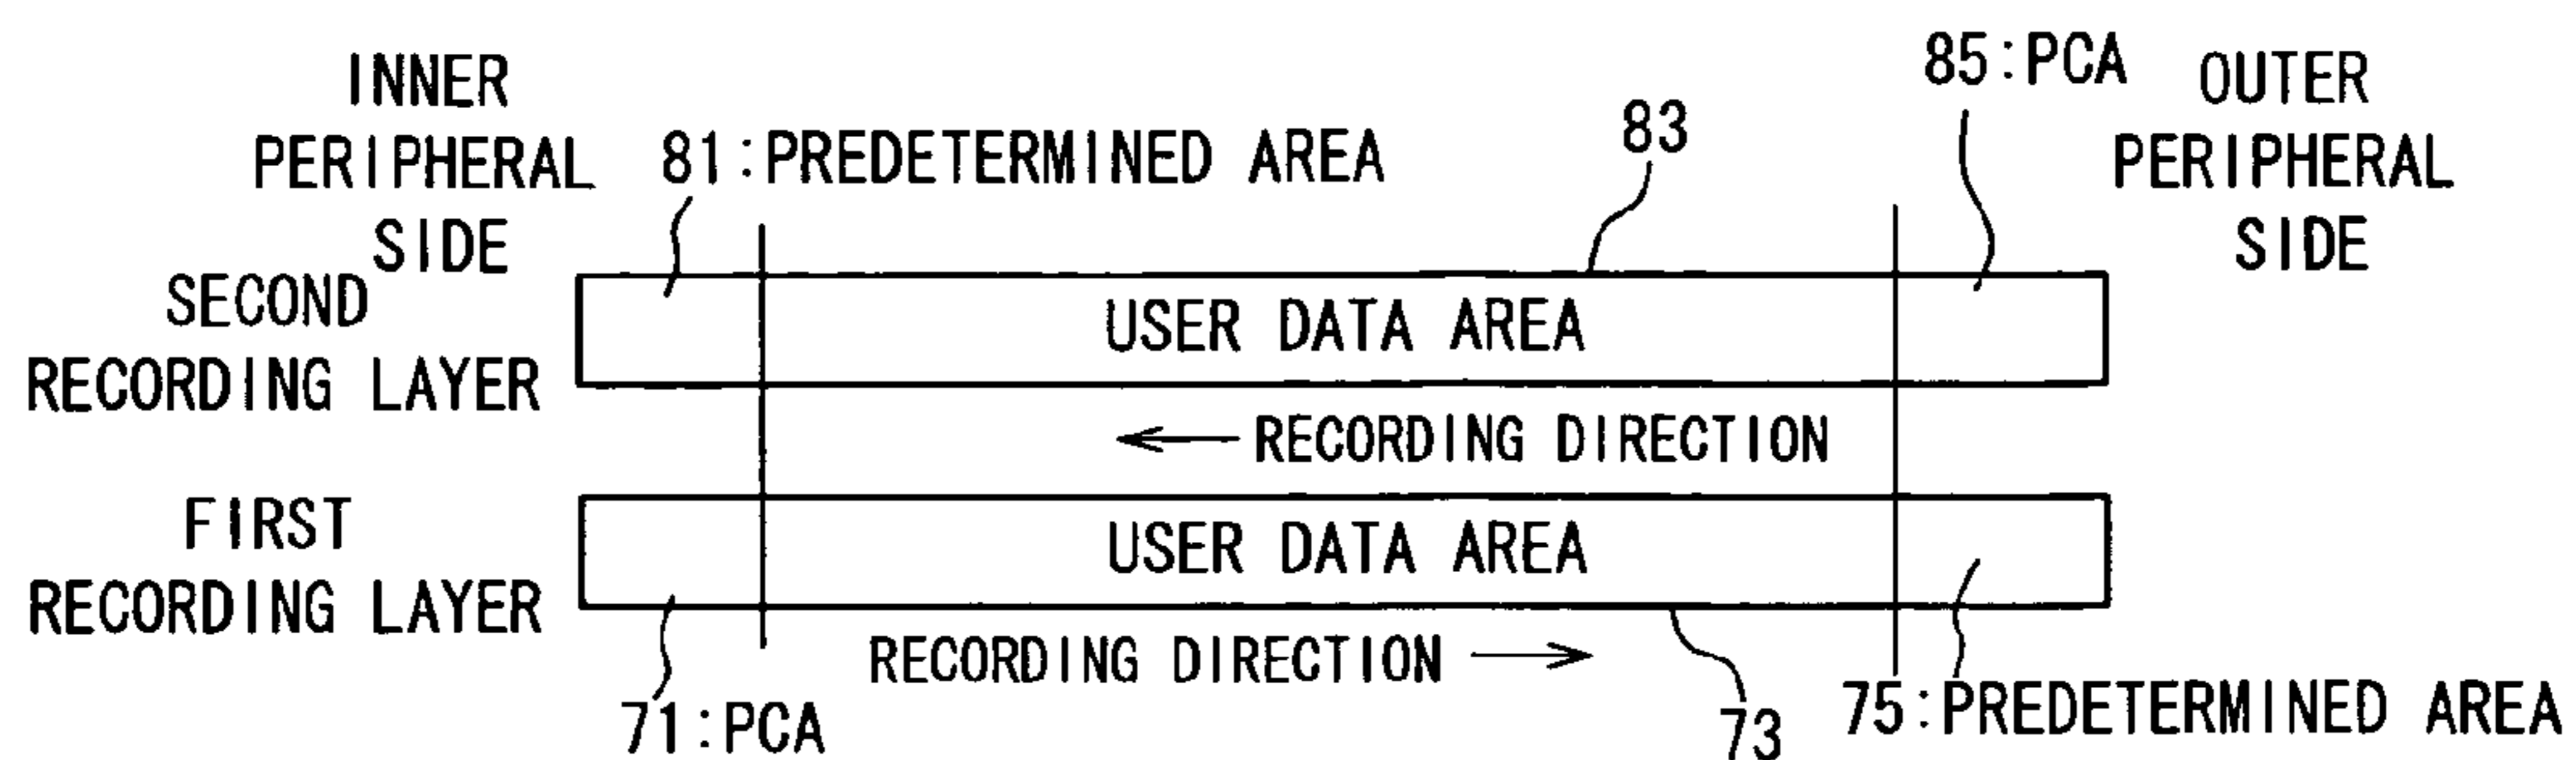 INNER
PERIPHERAL
SIDE
81:PREDETERMINED AREA
83
85:PCA
OUTER
PERIPHERAL
SIDE
SECOND
RECORDING LAYER
USER DATA AREA
← RECORDING DIRECTION
FIRST
RECORDING LAYER
USER DATA AREA
RECORDING DIRECTION →
71:PCA
73
75:PREDETERMINED AREA